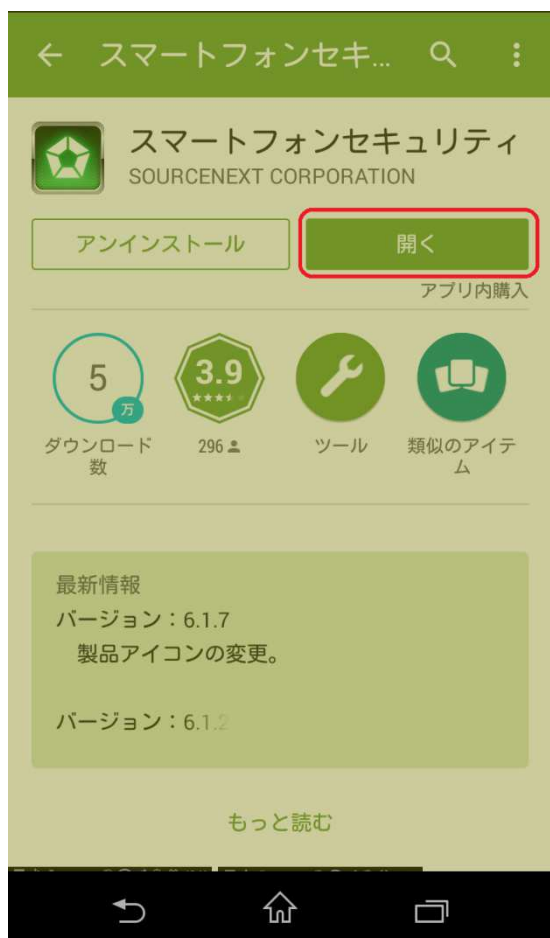 スマートフォンセキ...
スマートフォンセキュリティ
SOURCENEXT CORPORATION
アンインストール
開く
アプリ内購入
5
万
3.9
ダウンロード
数
296
ツール
類似のアイテ
ム
最新情報
バージョン：6.1.7
製品アイコンの変更。
バージョン：6.1.2
もっと読む